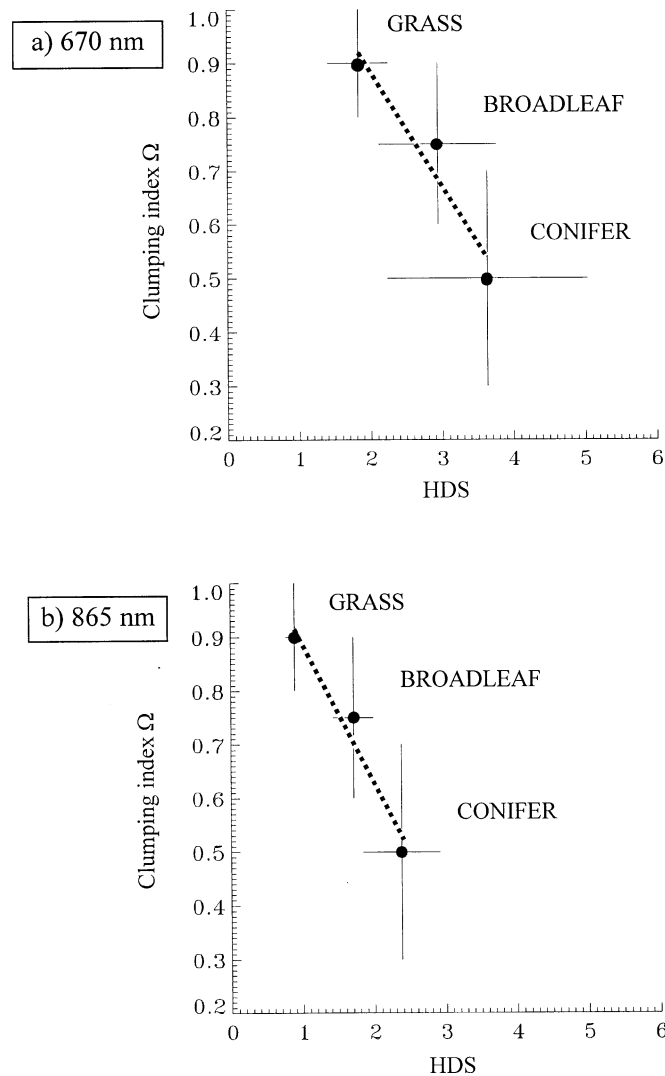 a) 670 nm
GRASS
BROADLEAF
CONIFER
Clumping index Ω
1.0
0.9
0.8
0.7
0.6
0.5
0.4
0.3
0.2
0 1 2 3 4 5 6
HDS
b) 865 nm
GRASS
BROADLEAF
CONIFER
Clumping index Ω
1.0
0.9
0.8
0.7
0.6
0.5
0.4
0.3
0.2
0 1 2 3 4 5 6
HDS